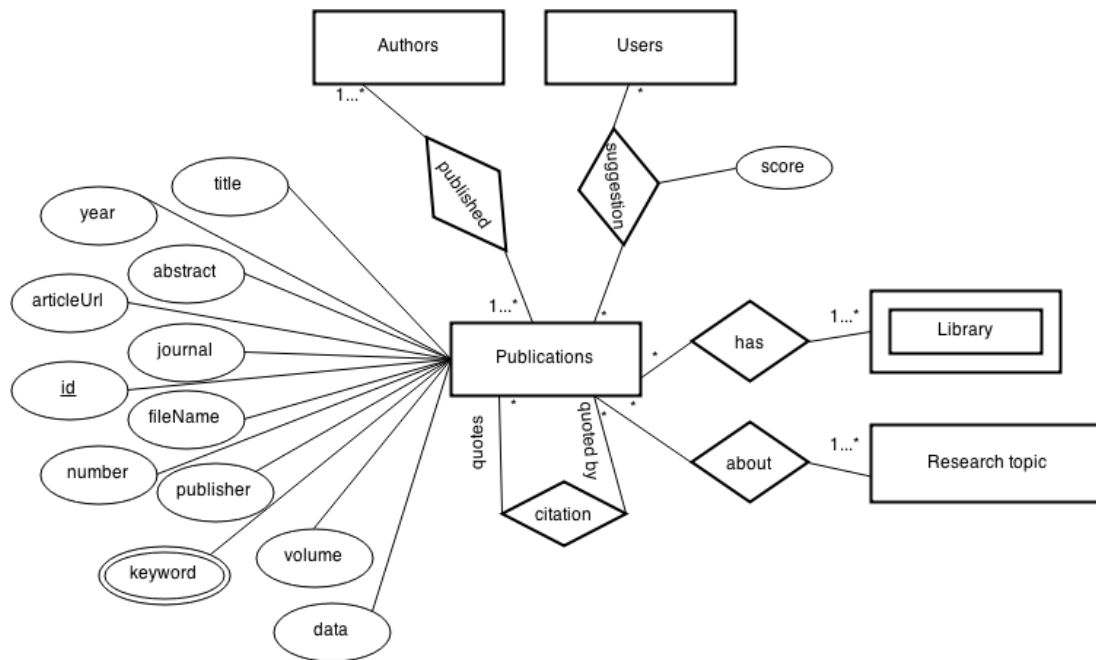 Authors
Users
1...*
*
published
suggestion
score
title
year
abstract
articleUrl
journal
id
fileName
number
publisher
keyword
volume
data
1...*
*
Publications
*
has
1...*
Library
*
*
*
quotes
quoted by
citation
about
1...*
Research topic